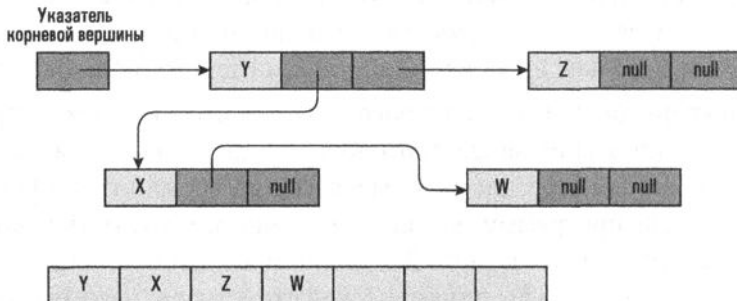 Указатель
корневой вершины
Y
Z null null
X null
W null null
Y X Z W